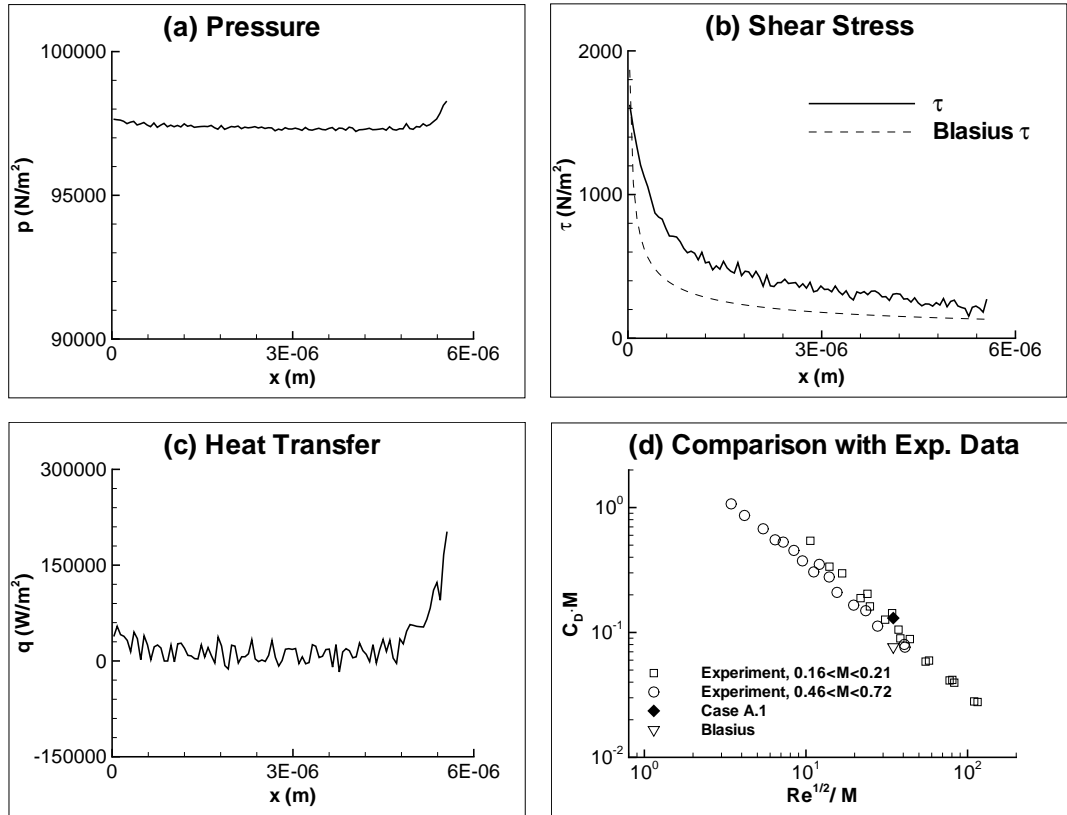 (a) Pressure
100000
95000
90000
p (N/m²)
0
3E-06
6E-06
x (m)
(b) Shear Stress
2000
1000
0
τ (N/m²)
τ
Blasius τ
0
3E-06
6E-06
x (m)
(c) Heat Transfer
300000
150000
0
-150000
q (W/m²)
0
3E-06
6E-06
x (m)
(d) Comparison with Exp. Data
10⁰
10⁻¹
10⁻²
C_D·M
Experiment, 0.16<M<0.21
Experiment, 0.46<M<0.72
Case A.1
Blasius
10⁰
10¹
10²
Re^1/2 / M